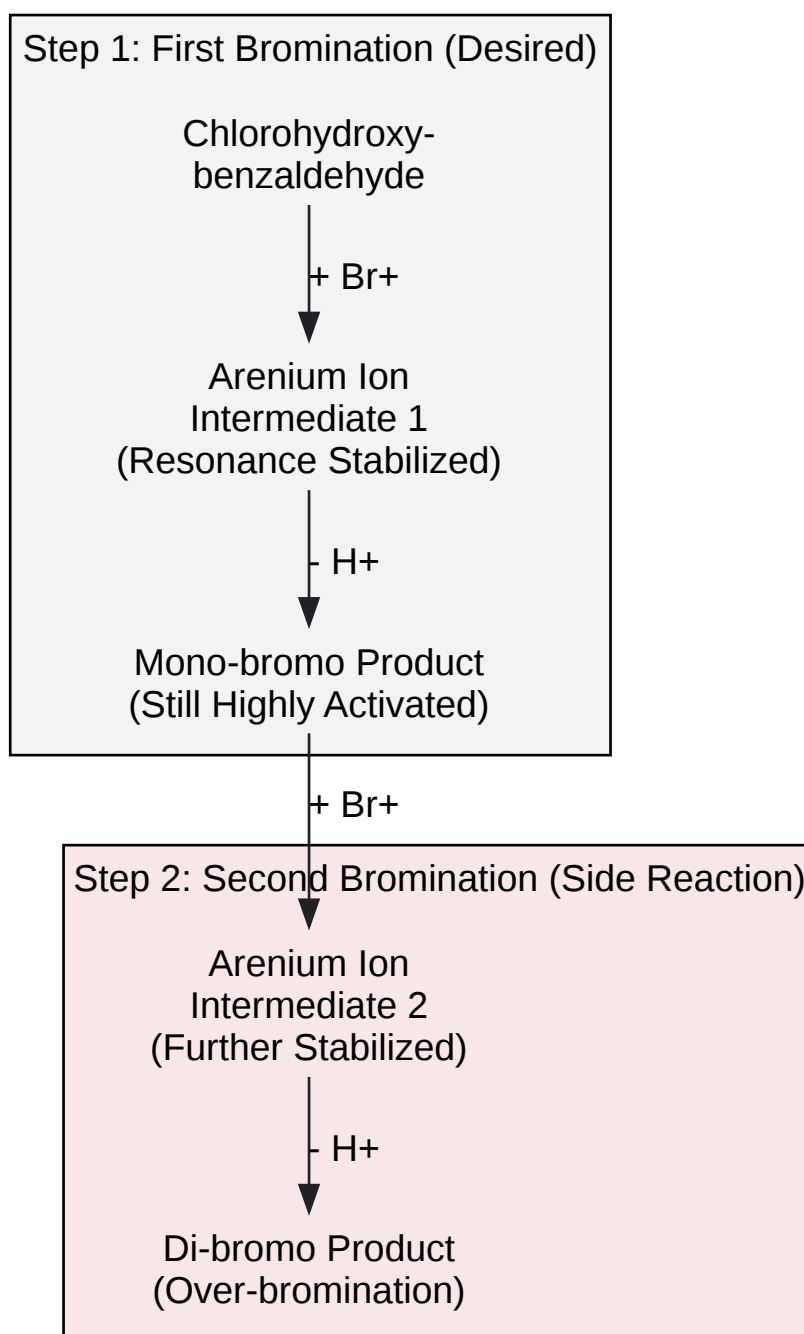 Step 1: First Bromination (Desired)
Chlorohydroxy-
benzaldehyde
+ Br+
Arenium Ion
Intermediate 1
(Resonance Stabilized)
- H+
Mono-bromo Product
(Still Highly Activated)
+ Br+
Step 2: Second Bromination (Side Reaction)
Arenium Ion
Intermediate 2
(Further Stabilized)
- H+
Di-bromo Product
(Over-bromination)